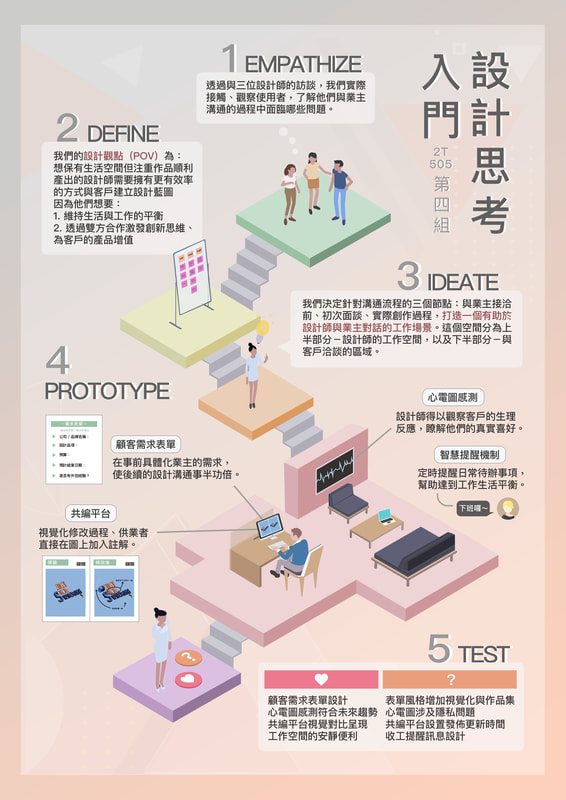 設計思考
入門
2T
505
第四組
1 EMPATHIZE
透過與三位設計師的訪談，我們實際
接觸、觀察使用者，了解他們與業主
溝通的過程中面臨哪些問題。
2 DEFINE
我們的設計觀點（POV）為：
想保有生活空間但注重作品順利
產出的設計師需要擁有更有效率
的方式與客戶建立設計藍圖
因為他們想要：
1. 維持生活與工作的平衡
2. 透過雙方合作激發創新思維、
為客戶的產品增值
3 IDEATE
我們決定針對溝通流程的三個節點：與業主接洽
前、初次面談、實際創作過程，打造一個有助於
設計師與業主對話的工作場景。這個空間分為上
半部分－設計師的工作空間，以及下半部分－與
客戶洽談的區域。
4
PROTOTYPE
公司 / 品牌名稱：
設計品項：
預算：
預計結案日期：
顧客需求表單
在事前具體化業主的需求，
使後續的設計溝通事半功倍。
共編平台
視覺化修改過程、供業者
直接在圖上加入註解。
心電圖感測
設計師得以觀察客戶的生理
反應，瞭解他們的真實喜好。
智慧提醒機制
定時提醒日常待辦事項，
幫助達到工作生活平衡。
下班囉～
5 TEST
?
顧客需求表單設計
心電圖感測符合未來趨勢
共編平台視覺對比呈現
工作空間的安靜便利
表單風格增加視覺化與作品集
心電圖涉及隱私問題
共編平台設置發佈更新時間
收工提醒訊息設計